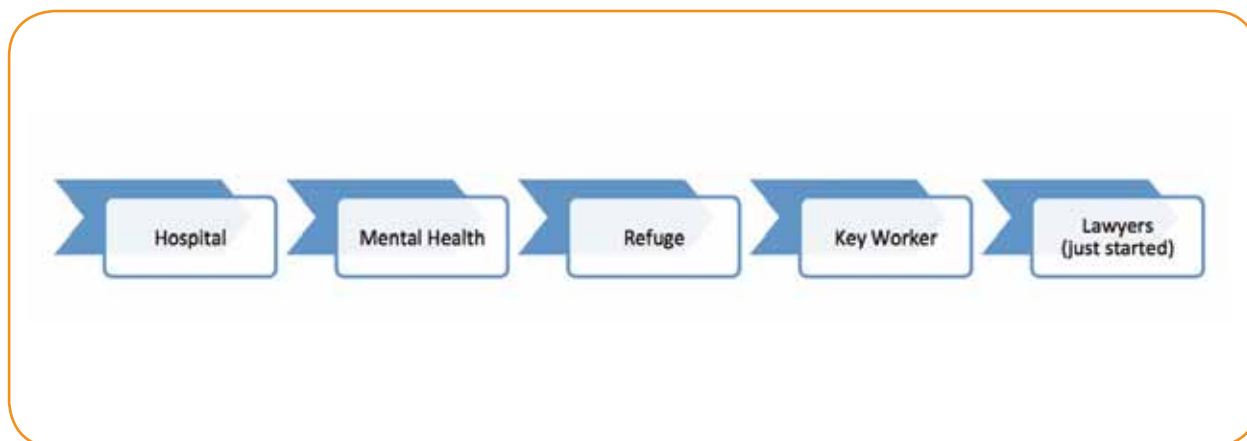 Hospital
Mental Health
Refuge
Key Worker
Lawyers
(just started)